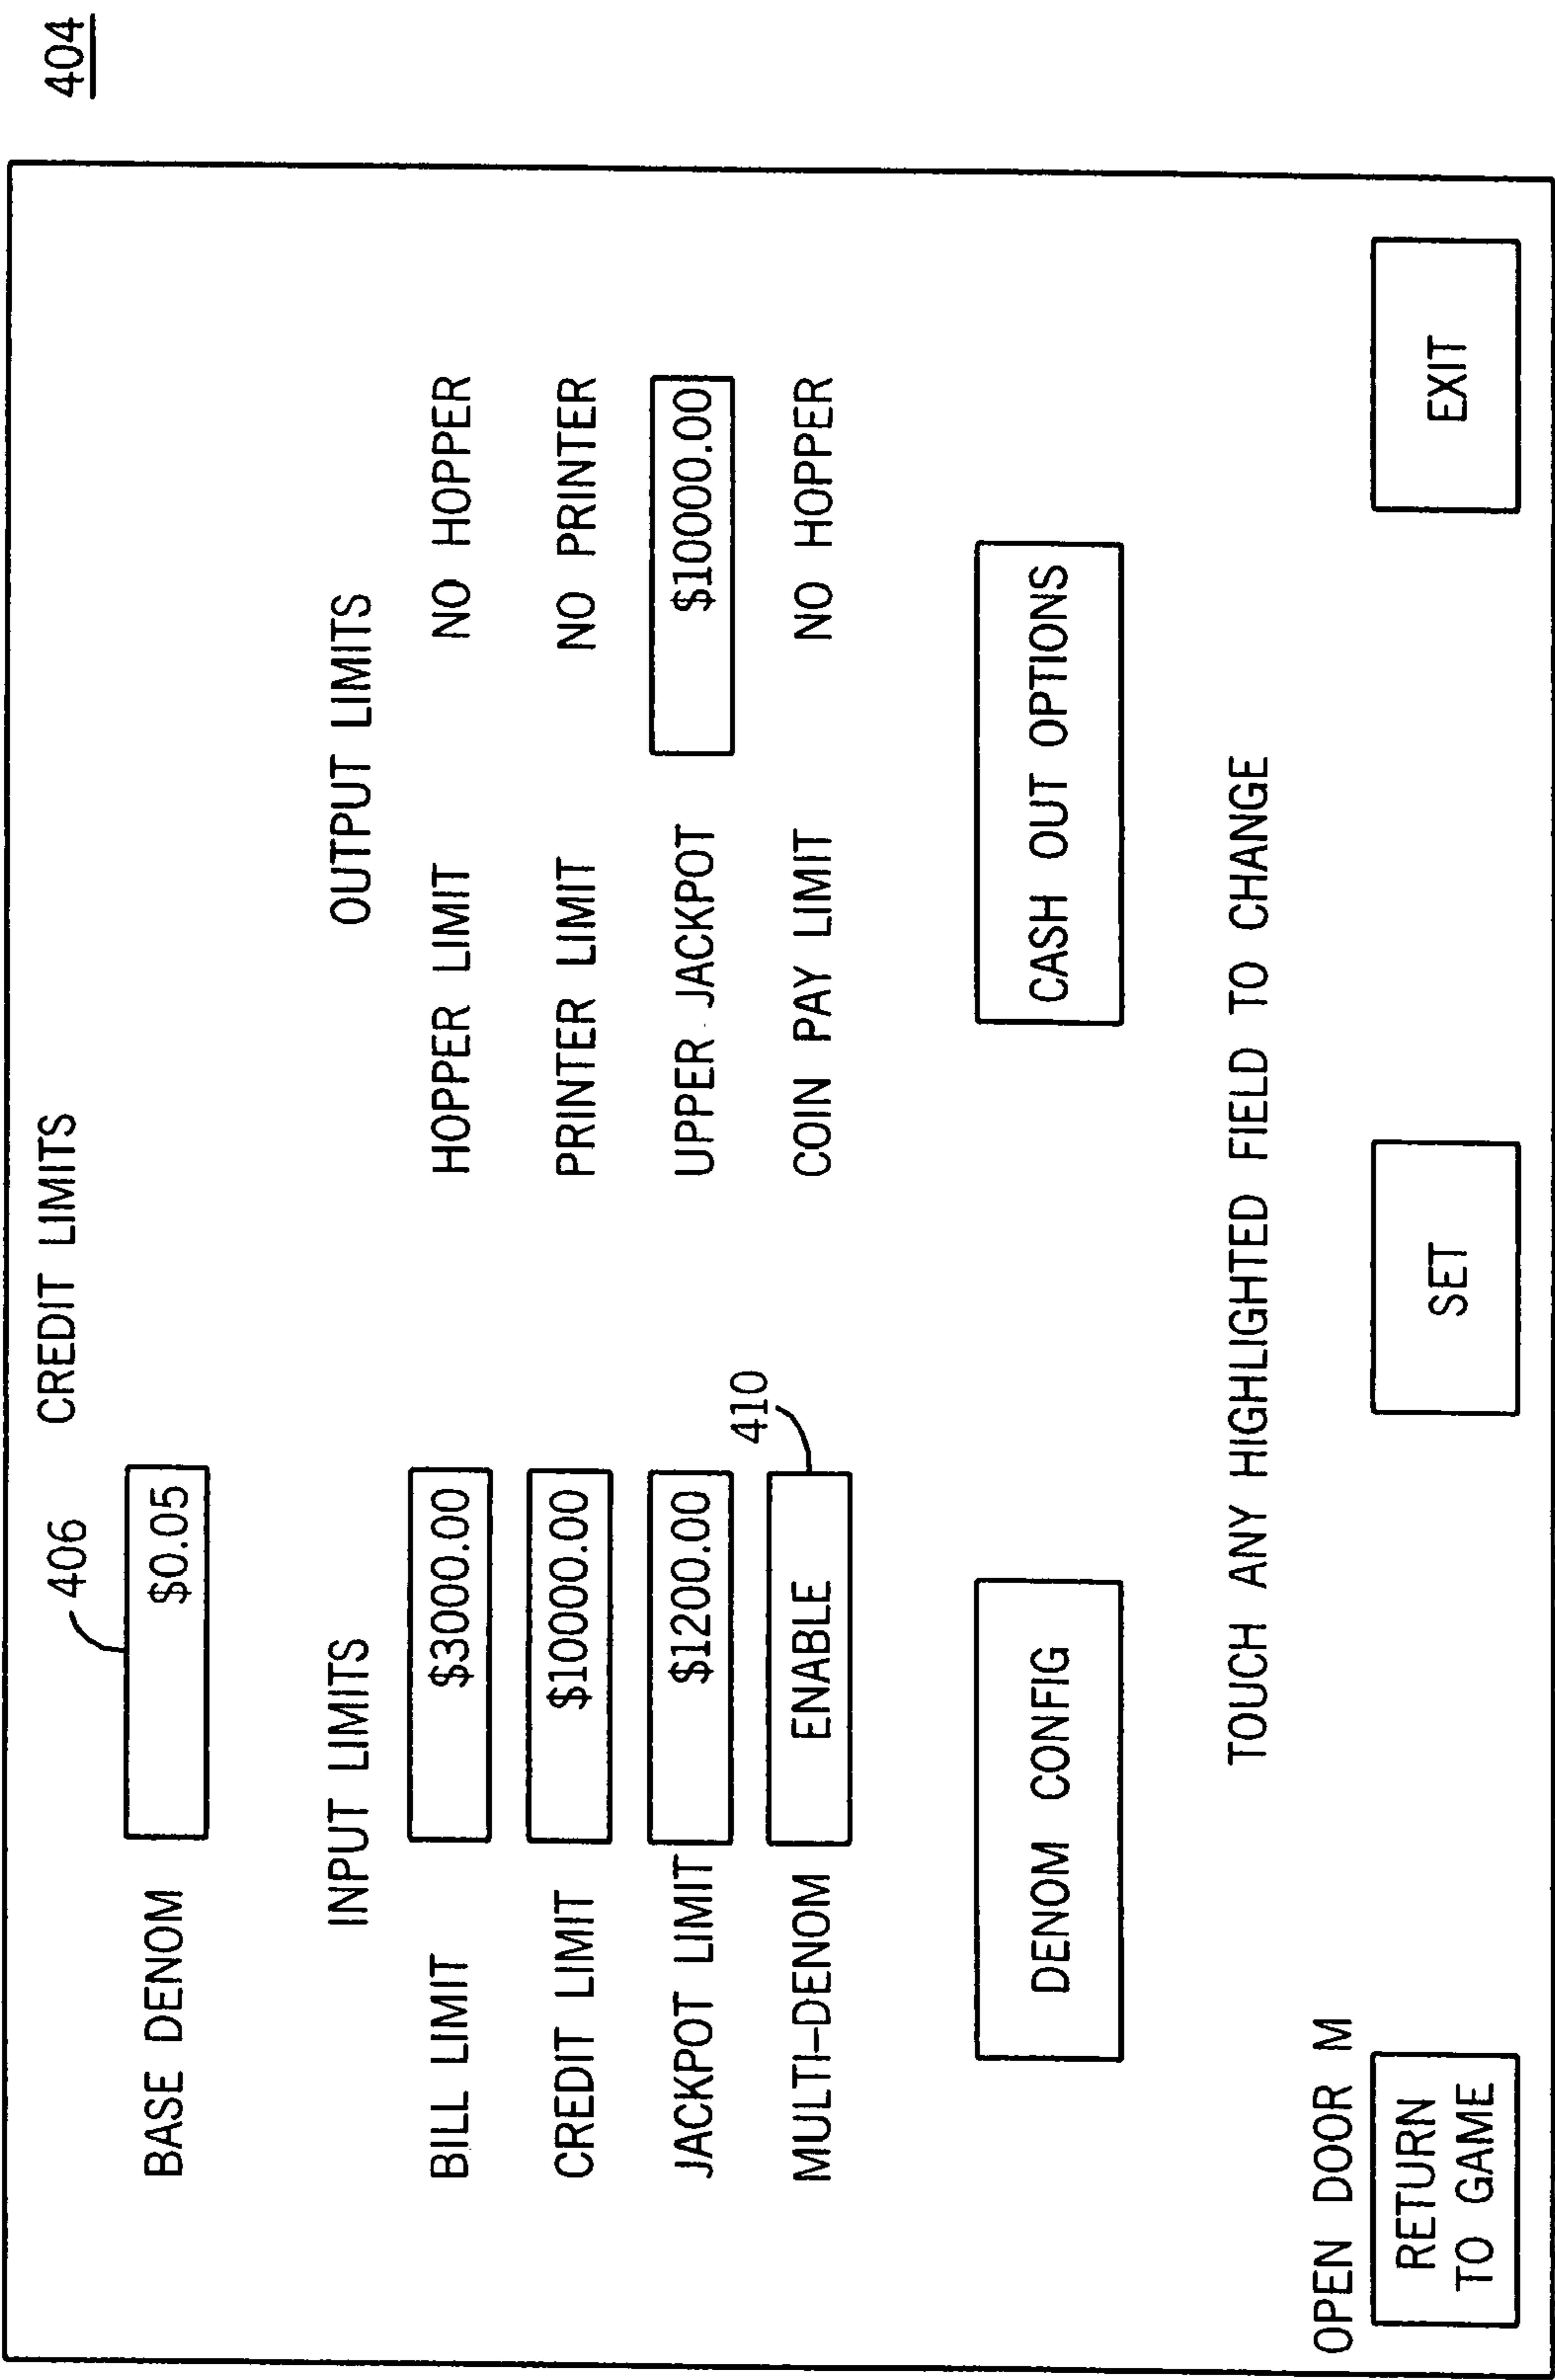 404
CREDIT LIMITS
406
BASE DENOM $0.05
INPUT LIMITS
BILL LIMIT $3000.00
CREDIT LIMIT $10000.00
JACKPOT LIMIT $1200.00
410
MULTI-DENOM ENABLE
OUTPUT LIMITS
HOPPER LIMIT NO HOPPER
PRINTER LIMIT NO PRINTER
UPPER JACKPOT $10000.00
COIN PAY LIMIT NO HOPPER
DENOM CONFIG
CASH OUT OPTIONS
TOUCH ANY HIGHLIGHTED FIELD TO CHANGE
OPEN DOOR M
RETURN
TO GAME
SET
EXIT